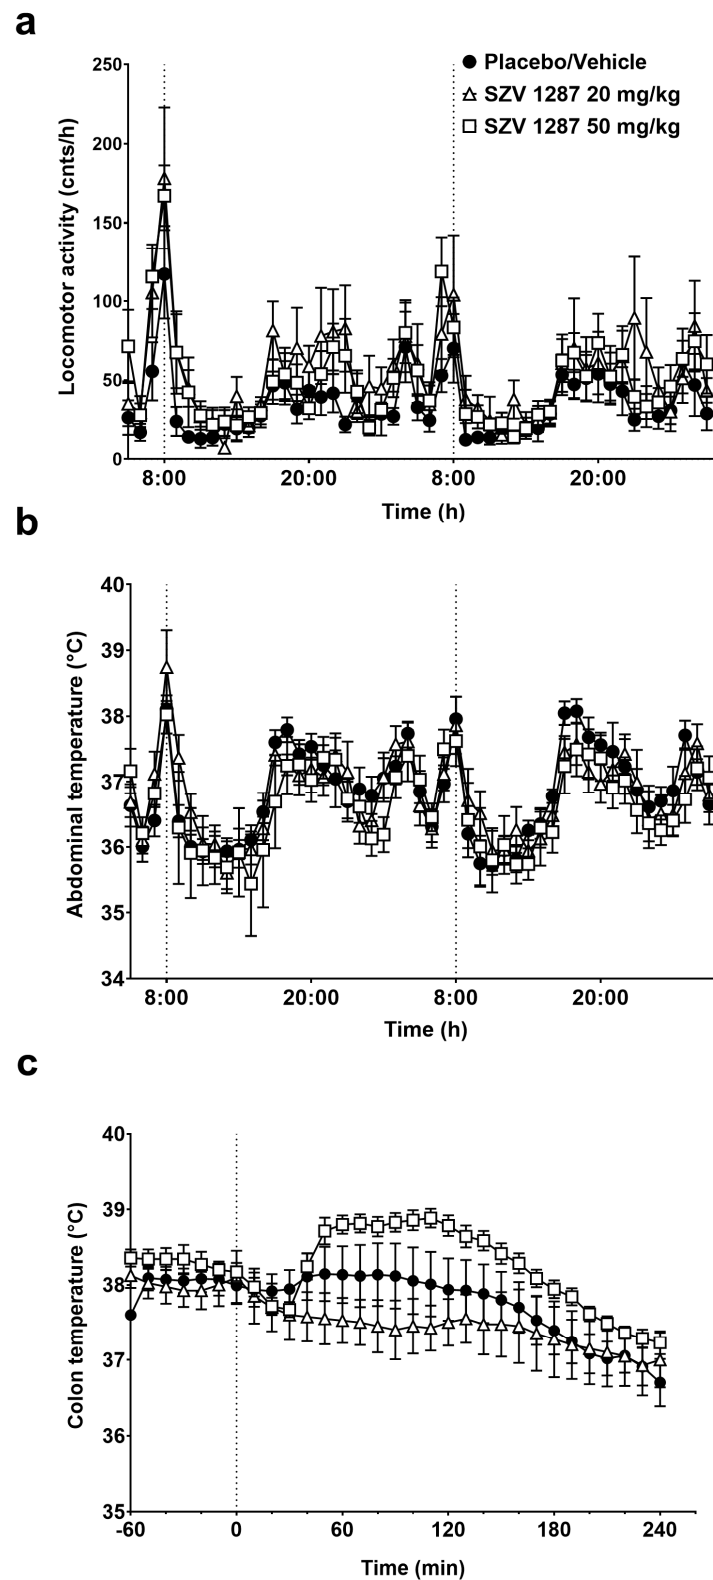 a
Placebo/Vehicle
SZV 1287 20 mg/kg
SZV 1287 50 mg/kg
Locomotor activity (cnts/h)
250
200
150
100
50
0
8:00 20:00 8:00 20:00
Time (h)
b
Abdominal temperature (°C)
40
39
38
37
36
35
34
8:00 20:00 8:00 20:00
Time (h)
c
Colon temperature (°C)
40
39
38
37
36
35
-60 0 60 120 180 240
Time (min)